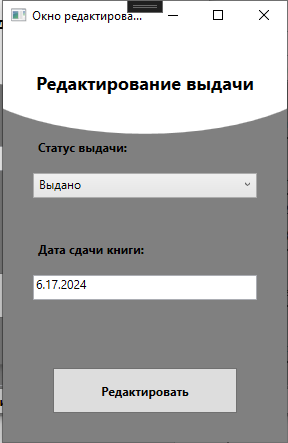 Окно редактирова...
Редактирование выдачи
Статус выдачи:
Выдано
Дата сдачи книги:
6.17.2024
Редактировать